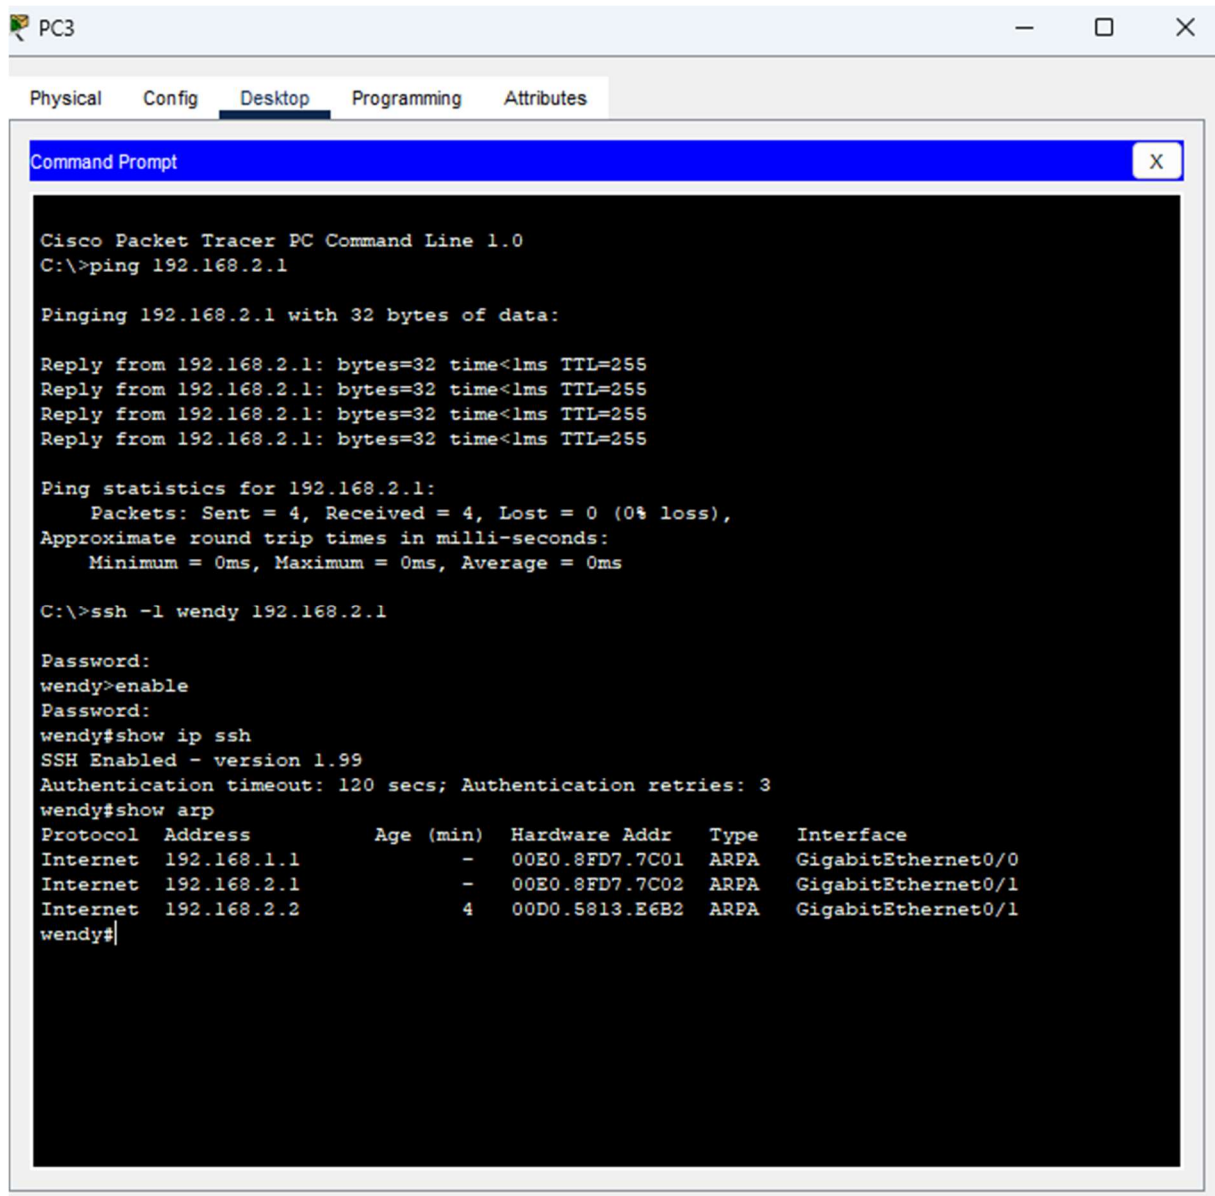 PC3
Physical Config Desktop Programming Attributes
Command Prompt
X
Cisco Packet Tracer PC Command Line 1.0
C:\>ping 192.168.2.1
Pinging 192.168.2.1 with 32 bytes of data:
Reply from 192.168.2.1: bytes=32 time<1ms TTL=255
Reply from 192.168.2.1: bytes=32 time<1ms TTL=255
Reply from 192.168.2.1: bytes=32 time<1ms TTL=255
Reply from 192.168.2.1: bytes=32 time<1ms TTL=255
Ping statistics for 192.168.2.1:
Packets: Sent = 4, Received = 4, Lost = 0 (0% loss),
Approximate round trip times in milli-seconds:
Minimum = 0ms, Maximum = 0ms, Average = 0ms
C:\>ssh -l wendy 192.168.2.1
Password:
wendy>enable
Password:
wendy#show ip ssh
SSH Enabled - version 1.99
Authentication timeout: 120 secs; Authentication retries: 3
wendy#show arp
Protocol Address Age (min) Hardware Addr Type Interface
Internet 192.168.1.1 - 00E0.8FD7.7C01 ARPA GigabitEthernet0/0
Internet 192.168.2.1 - 00E0.8FD7.7C02 ARPA GigabitEthernet0/1
Internet 192.168.2.2 4 00D0.5813.E6B2 ARPA GigabitEthernet0/1
wendy#